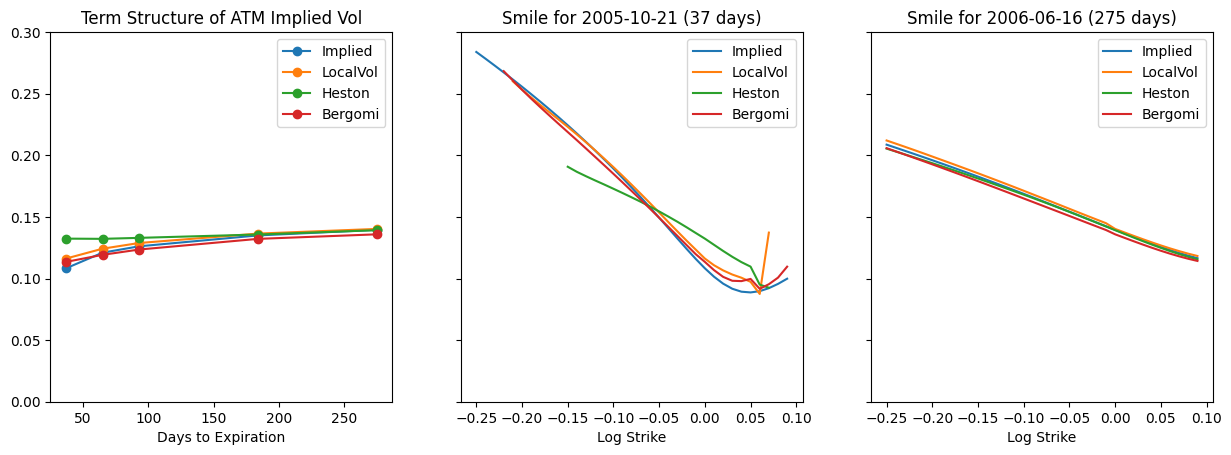 Term Structure of ATM Implied Vol
0.30
0.25
0.20
0.15
0.10
0.05
0.00
50
100
150
200
250
Days to Expiration
Implied
LocalVol
Heston
Bergomi
Smile for 2005-10-21 (37 days)
Implied
LocalVol
Heston
Bergomi
−0.25
−0.20
−0.15
−0.10
−0.05
0.00
0.05
0.10
Log Strike
Smile for 2006-06-16 (275 days)
Implied
LocalVol
Heston
Bergomi
−0.25
−0.20
−0.15
−0.10
−0.05
0.00
0.05
0.10
Log Strike